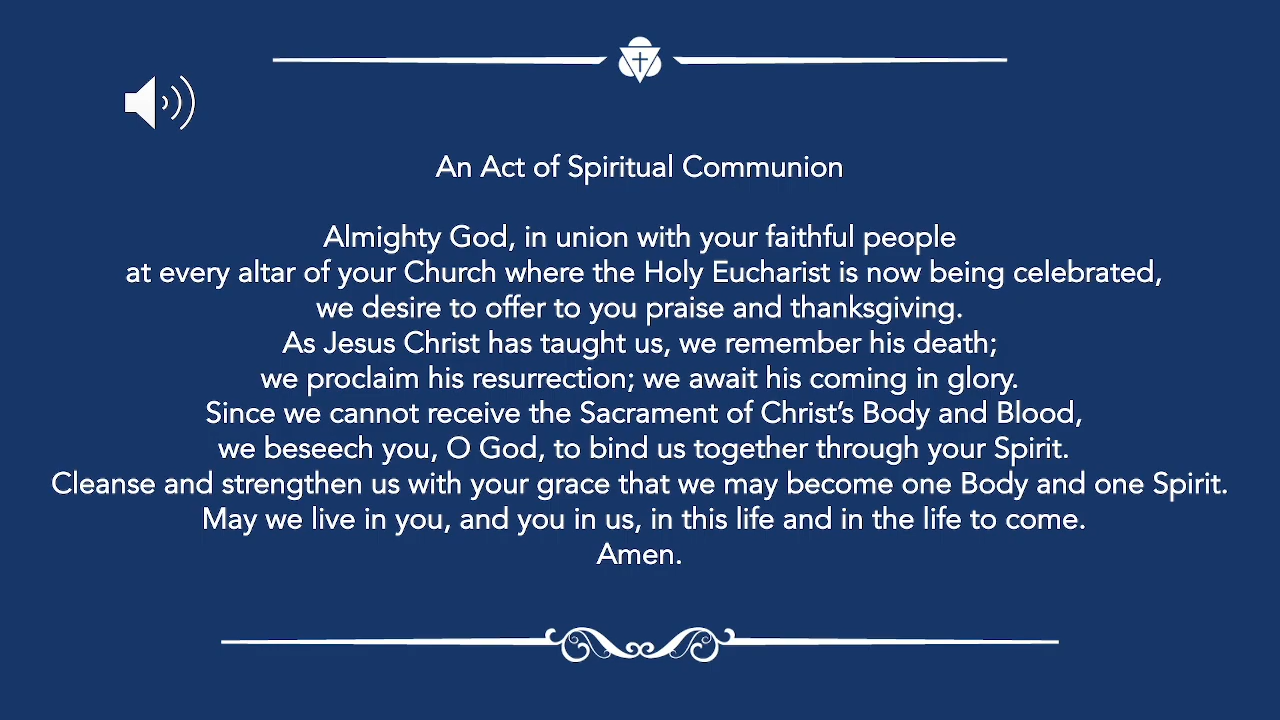 An Act of Spiritual Communion
Almighty God, in union with your faithful people
at every altar of your Church where the Holy Eucharist is now being celebrated,
we desire to offer to you praise and thanksgiving.
As Jesus Christ has taught us, we remember his death;
we proclaim his resurrection; we await his coming in glory.
Since we cannot receive the Sacrament of Christ’s Body and Blood,
we beseech you, O God, to bind us together through your Spirit.
Cleanse and strengthen us with your grace that we may become one Body and one Spirit.
May we live in you, and you in us, in this life and in the life to come.
Amen.